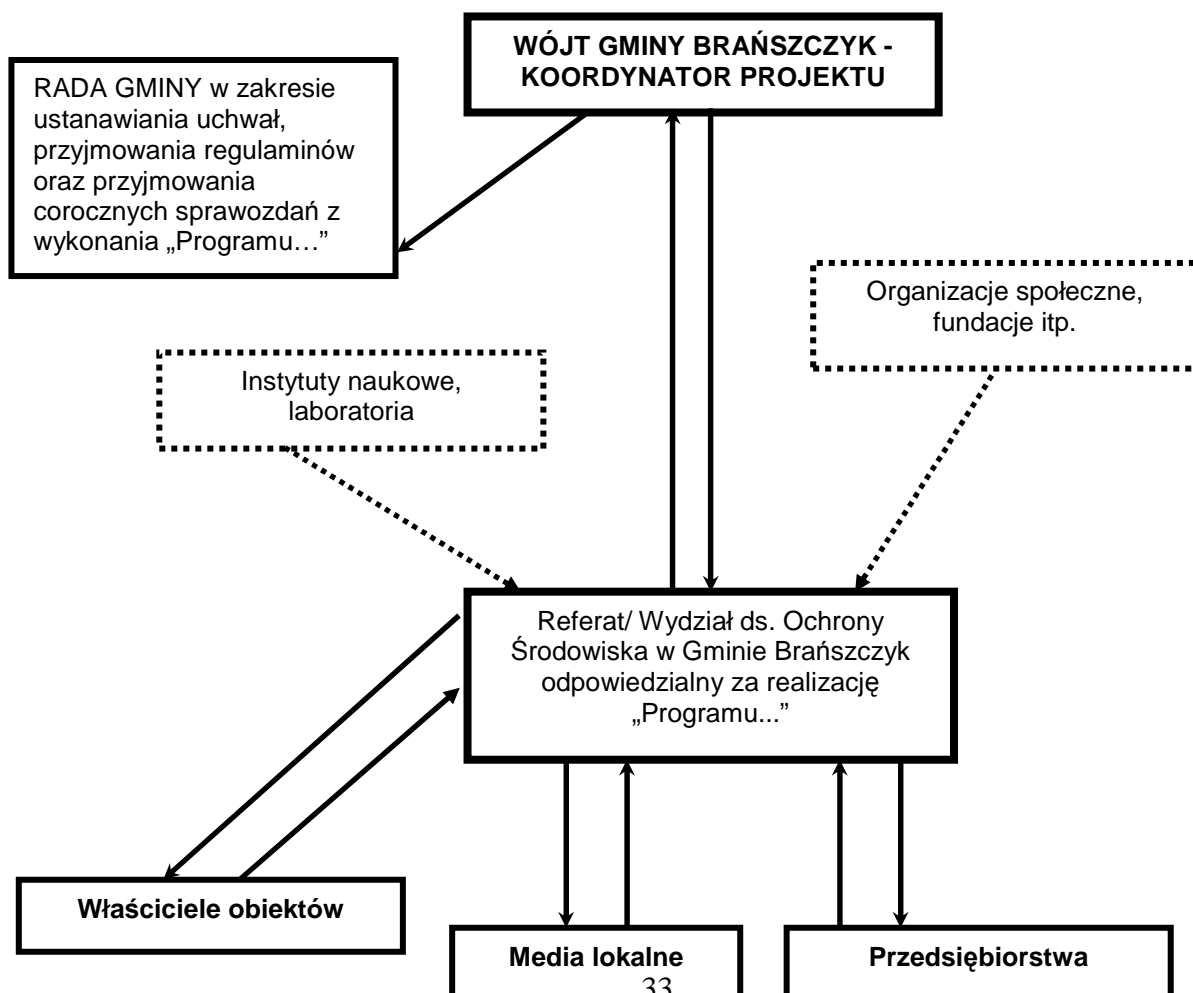 WÓJT GMINY BRAŃSZCZYK -
KOORDYNATOR PROJEKTU
RADA GMINY w zakresie
ustanawiania uchwał,
przyjmowania regulaminów
oraz przyjmowania
corocznych sprawozdań z
wykonania „Programu…”
Organizacje społeczne,
fundacje itp.
Instytuty naukowe,
laboratoria
Referat/ Wydział ds. Ochrony
Środowiska w Gminie Brańszczyk
odpowiedzialny za realizację
„Programu...”
Właściciele obiektów
Media lokalne
Przedsiębiorstwa
33